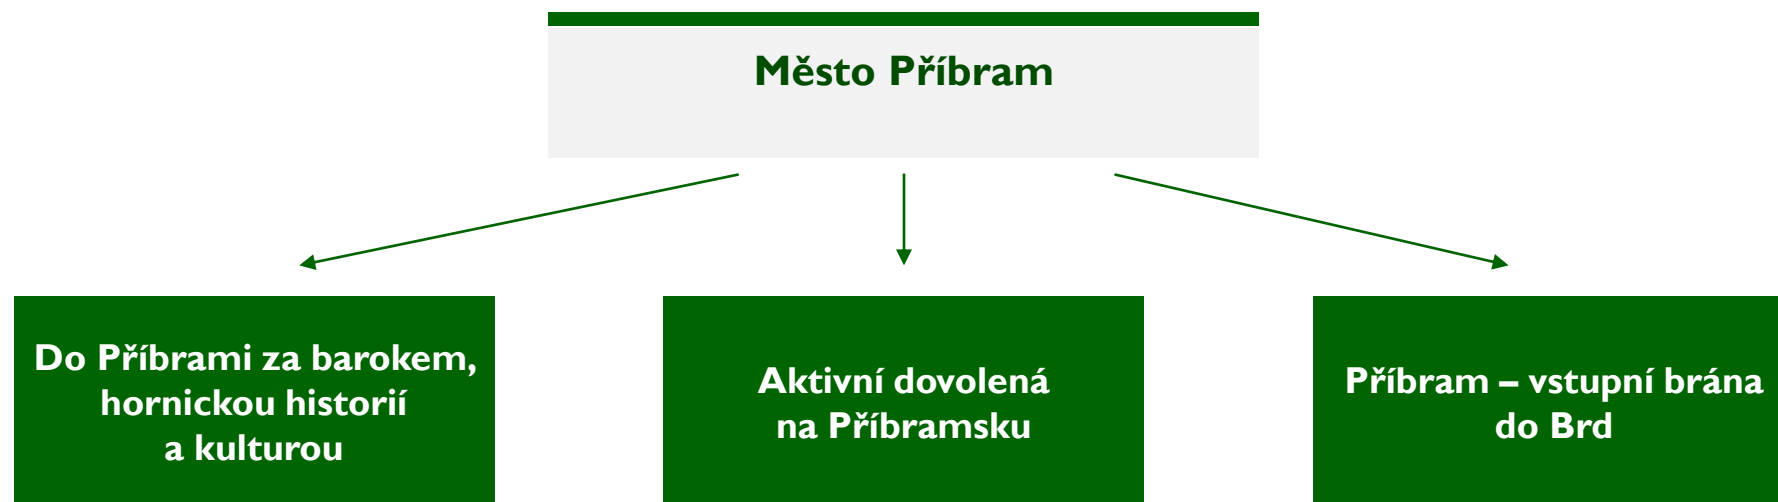 Město Příbram
Do Příbrami za barokem,
hornickou historií
a kulturou
Aktivní dovolená
na Příbramsku
Příbram – vstupní brána
do Brd